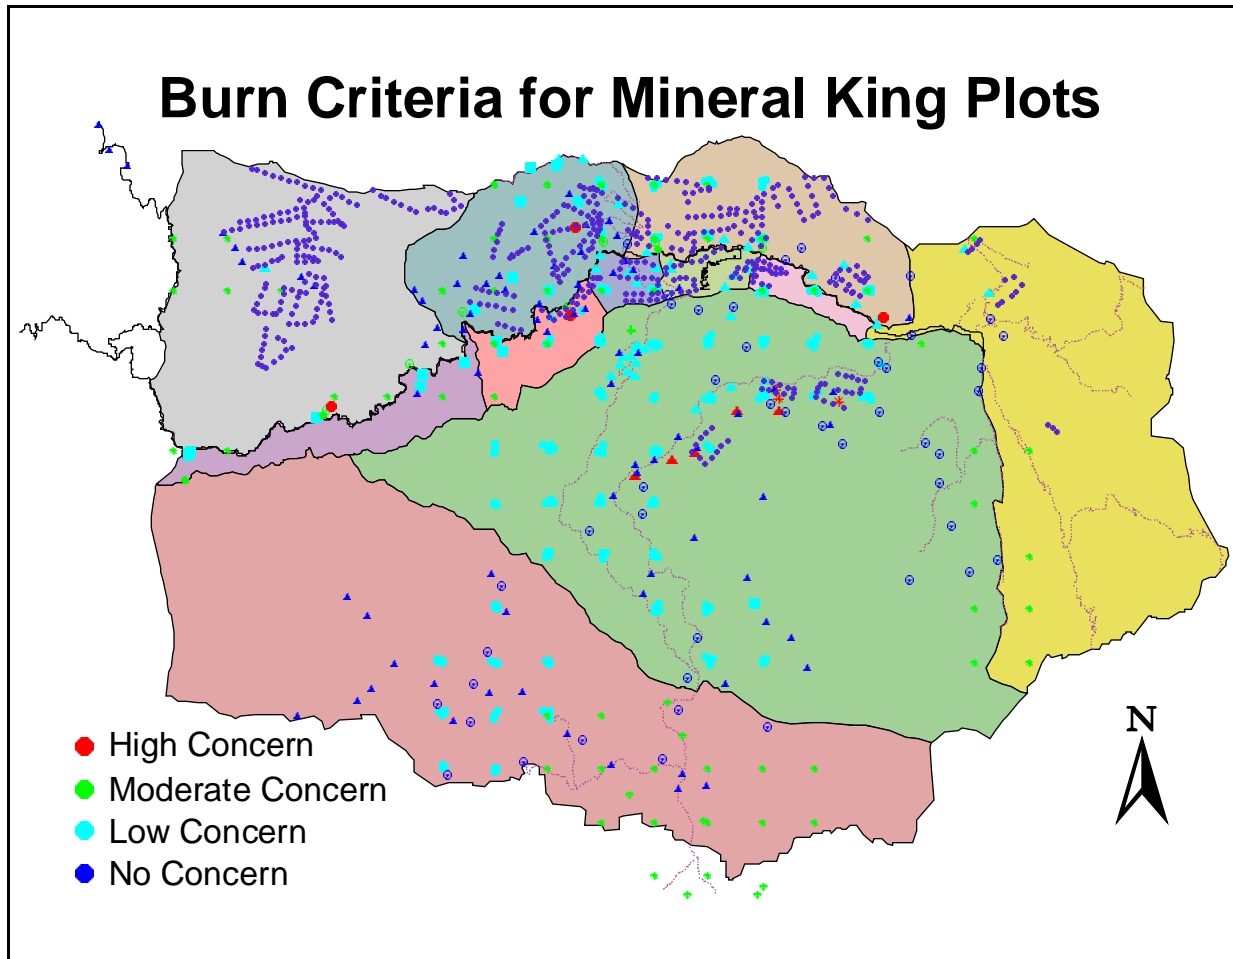 Burn Criteria for Mineral King Plots
N
High Concern
Moderate Concern
Low Concern
No Concern